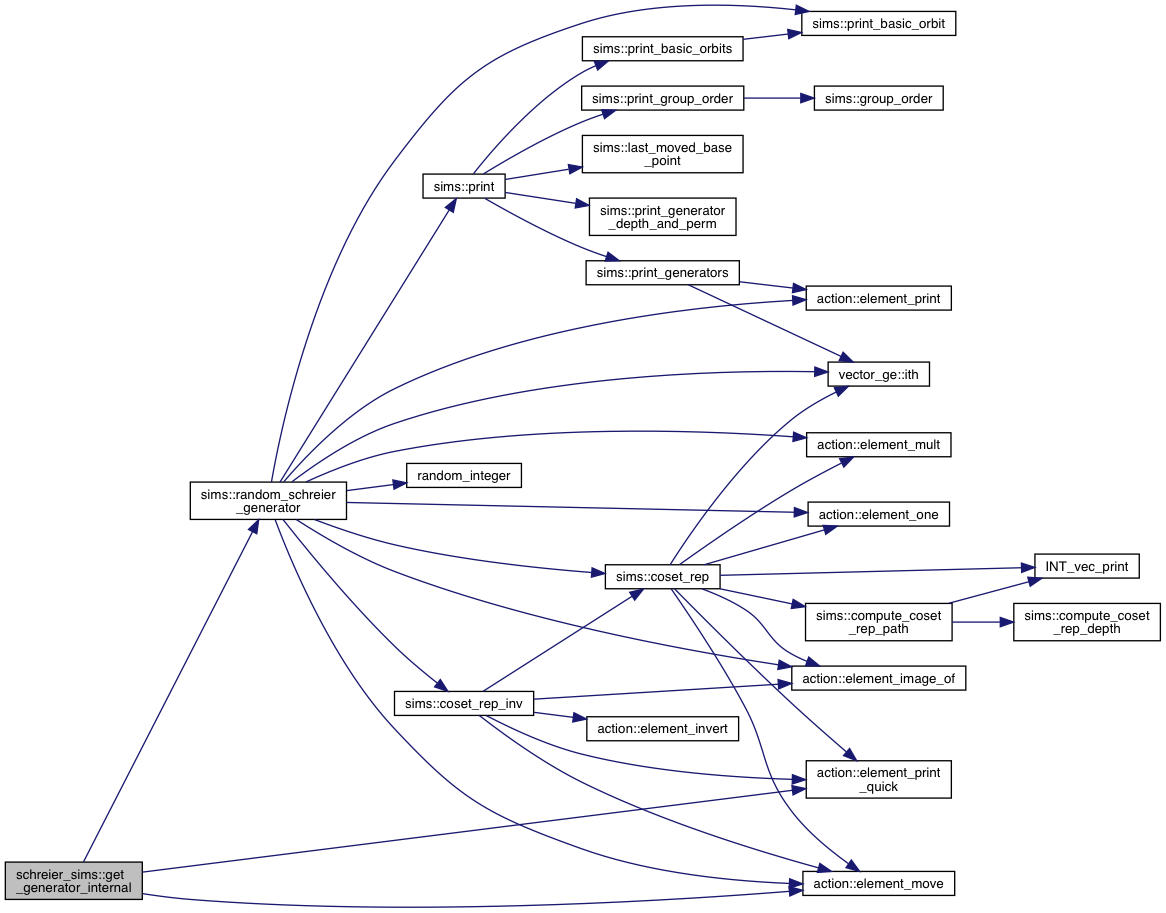 sims::print_basic_orbit
sims::print_basic_orbits
sims::print_group_order
sims::group_order
sims::last_moved_base
_point
sims::print
sims::print_generator
_depth_and_perm
sims::print_generators
action::element_print
vector_ge::ith
action::element_mult
random_integer
sims::random_schreier
_generator
action::element_one
INT_vec_print
sims::coset_rep
sims::compute_coset
_rep_path
sims::compute_coset
_rep_depth
action::element_image_of
sims::coset_rep_inv
action::element_invert
action::element_print
_quick
schreier_sims::get
_generator_internal
action::element_move